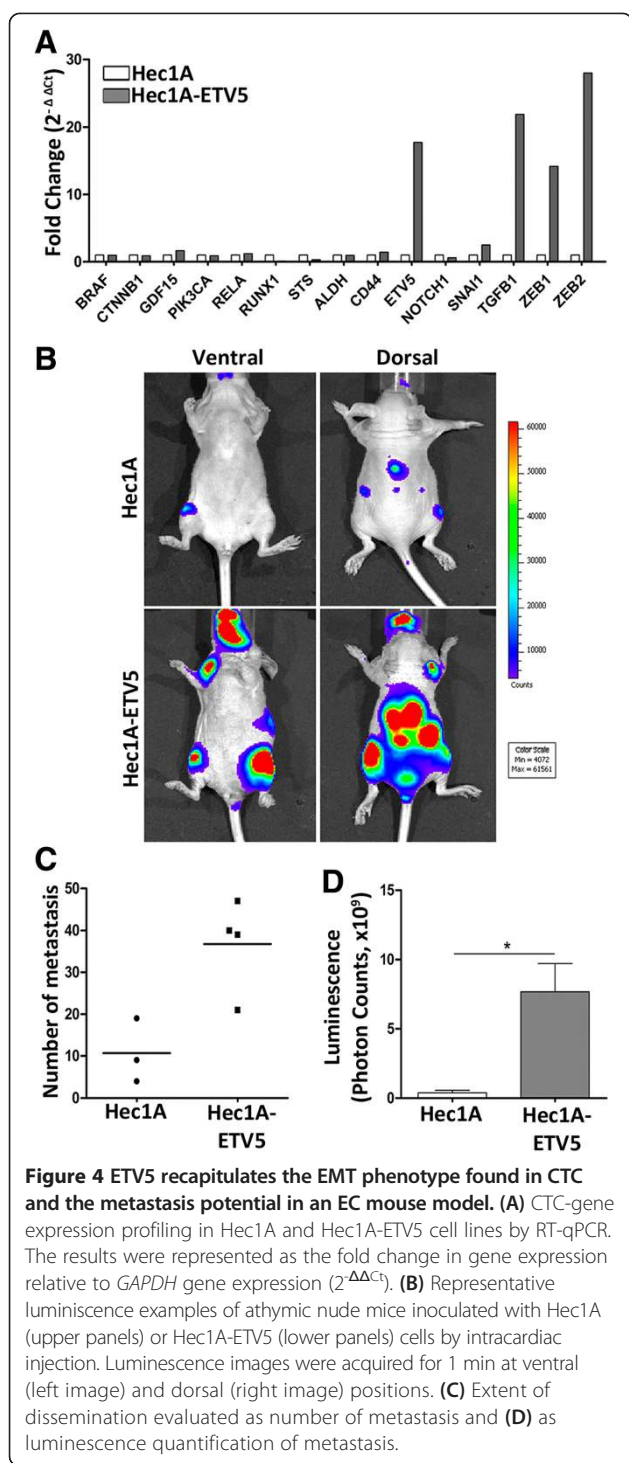 A
Fold Change (2^-ΔΔCt)
30
20
10
0
Hec1A
Hec1A-ETV5
BRAF
CTNNB1
GDF15
PIK3CA
RELA
RUNX1
STS
ALDH
CD44
ETV5
NOTCH1
SNAI1
TGFB1
ZEB1
ZEB2
B
Ventral
Dorsal
Hec1A
Hec1A-ETV5
60000
50000
40000
30000
20000
10000
Counts
Color Scale
Min = 4072
Max = 61561
C
Number of metastasis
50
40
30
20
10
0
Hec1A
Hec1A-
ETV5
D
Luminescence
(Photon Counts, x10^9)
15
10
5
0
*
Hec1A
Hec1A-
ETV5
Figure 4 ETV5 recapitulates the EMT phenotype found in CTC
and the metastasis potential in an EC mouse model. (A) CTC-gene
expression profiling in Hec1A and Hec1A-ETV5 cell lines by RT-qPCR.
The results were represented as the fold change in gene expression
relative to GAPDH gene expression (2^-ΔΔCt). (B) Representative
luminiscence examples of athymic nude mice inoculated with Hec1A
(upper panels) or Hec1A-ETV5 (lower panels) cells by intracardiac
injection. Luminescence images were acquired for 1 min at ventral
(left image) and dorsal (right image) positions. (C) Extent of
dissemination evaluated as number of metastasis and (D) as
luminescence quantification of metastasis.